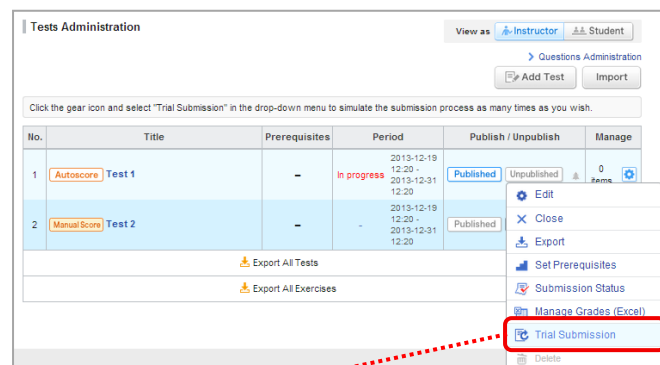 Tests Administration
View as Instructor Student
Questions Administration
Add Test Import
Click the gear icon and select "Trial Submission" in the drop-down menu to simulate the submission process as many times as you wish.
No. Title Prerequisites Period Publish / Unpublish Manage
1 Autoscore Test 1 – In progress 2013-12-19
12:20 -
2013-12-31
12:20
Published Unpublished 0
items
2 ManualScore Test 2 – - 2013-12-19
12:20 -
2013-12-31
12:20
Published
Export All Tests
Export All Exercises
Edit
Close
Export
Set Prerequisites
Submission Status
Manage Grades (Excel)
Trial Submission
Delete